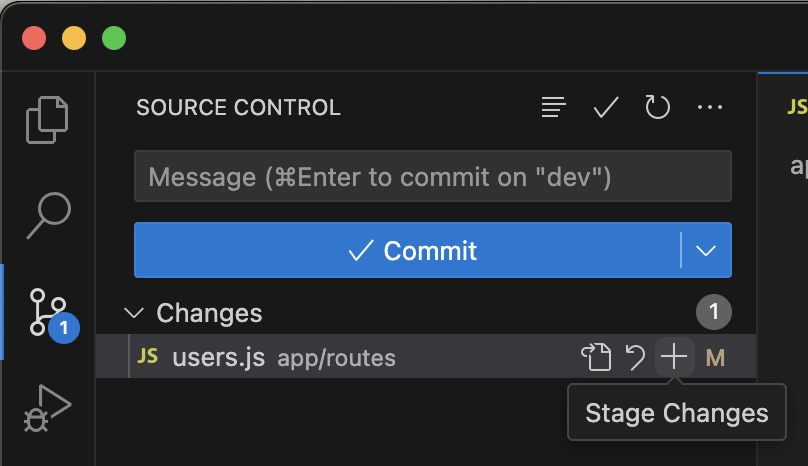 SOURCE CONTROL
JS
Message (⌘Enter to commit on "dev")
ap
Commit
1
Changes 1
JS users.js app/routes M
Stage Changes